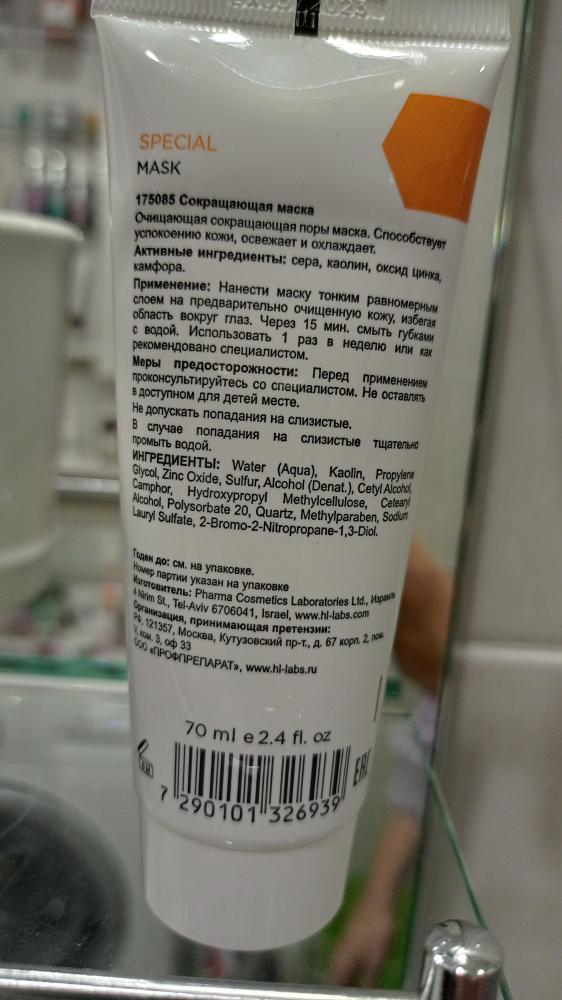 SPECIAL
MASK
175085 Сокращающая маска
Очищающая сокращающая поры маска. Способствует
успокоению кожи, освежает и охлаждает.
Активные ингредиенты: сера, каолин, оксид цинка,
камфора.
Применение: Нанести маску тонким равномерным
слоем на предварительно очищенную кожу, избегая
область вокруг глаз. Через 15 мин. смыть губками
с водой. Использовать 1 раз в неделю или как
рекомендовано специалистом.
Меры предосторожности: Перед применением
проконсультируйтесь со специалистом. Не оставлять
в доступном для детей месте.
Не допускать попадания на слизистые.
В случае попадания на слизистые тщательно
промыть водой.
ИНГРЕДИЕНТЫ: Water (Aqua), Kaolin, Propylene
Glycol, Zinc Oxide, Sulfur, Alcohol (Denat.), Cetyl Alcohol,
Camphor, Hydroxypropyl Methylcellulose, Cetearyl
Alcohol, Polysorbate 20, Quartz, Methylparaben, Sodium
Lauryl Sulfate, 2-Bromo-2-Nitropropane-1,3-Diol.
Годен до: см. на упаковке.
Номер партии указан на упаковке
Изготовитель: Pharma Cosmetics Laboratories Ltd., Израиль
4 Nirim St., Tel-Aviv 6706041, Israel, www.hl-labs.com
Организация, принимающая претензии:
РФ, 121357, Москва, Кутузовский пр-т., д. 67 корп. 2, пом.
V, ком. 3, оф 33
ООО «ПРОФПРЕПАРАТ», www.hl-labs.ru
70 ml e 2.4 fl. oz
6M
EAC
7 290101 326939